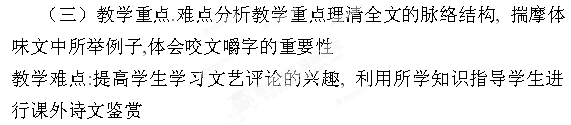 （三）教学重点.难点分析教学重点理清全文的脉络结构, 揣摩体
味文中所举例子,体会咬文嚼字的重要性
教学难点:提高学生学习文艺评论的兴趣, 利用所学知识指导学生进
行课外诗文鉴赏